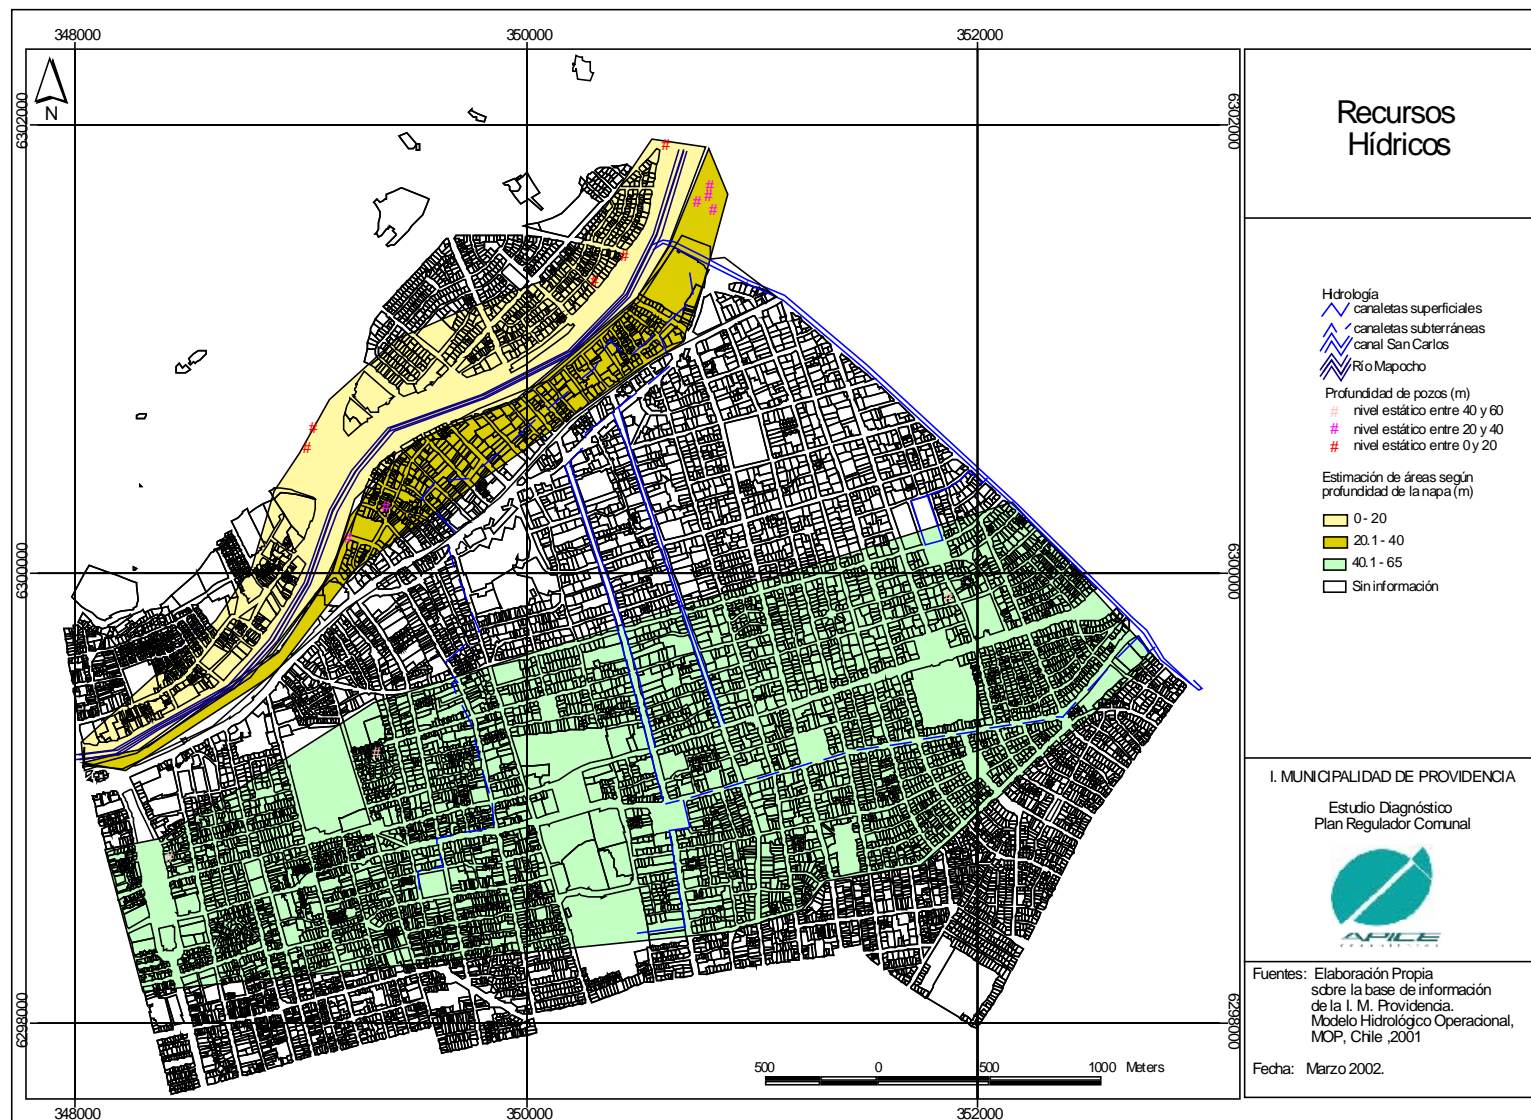 348000
350000
352000
6302000
6302000
N
Recursos
Hídricos
Hidrología
canaletas superficiales
canaletas subterráneas
canal San Carlos
Río Mapocho
Profundidad de pozos (m)
# nivel estático entre 40 y 60
# nivel estático entre 20 y 40
# nivel estático entre 0 y 20
Estimación de áreas según
profundidad de la napa (m)
0 - 20
20.1 - 40
40.1 - 65
Sin información
6300000
6300000
I. MUNICIPALIDAD DE PROVIDENCIA
Estudio Diagnóstico
Plan Regulador Comunal
APICE
Fuentes: Elaboración Propia
sobre la base de información
de la I. M. Providencia.
Modelo Hidrológico Operacional,
MOP, Chile ,2001
Fecha: Marzo 2002.
6298000
6298000
500 0 500 1000 Meters
348000
350000
352000